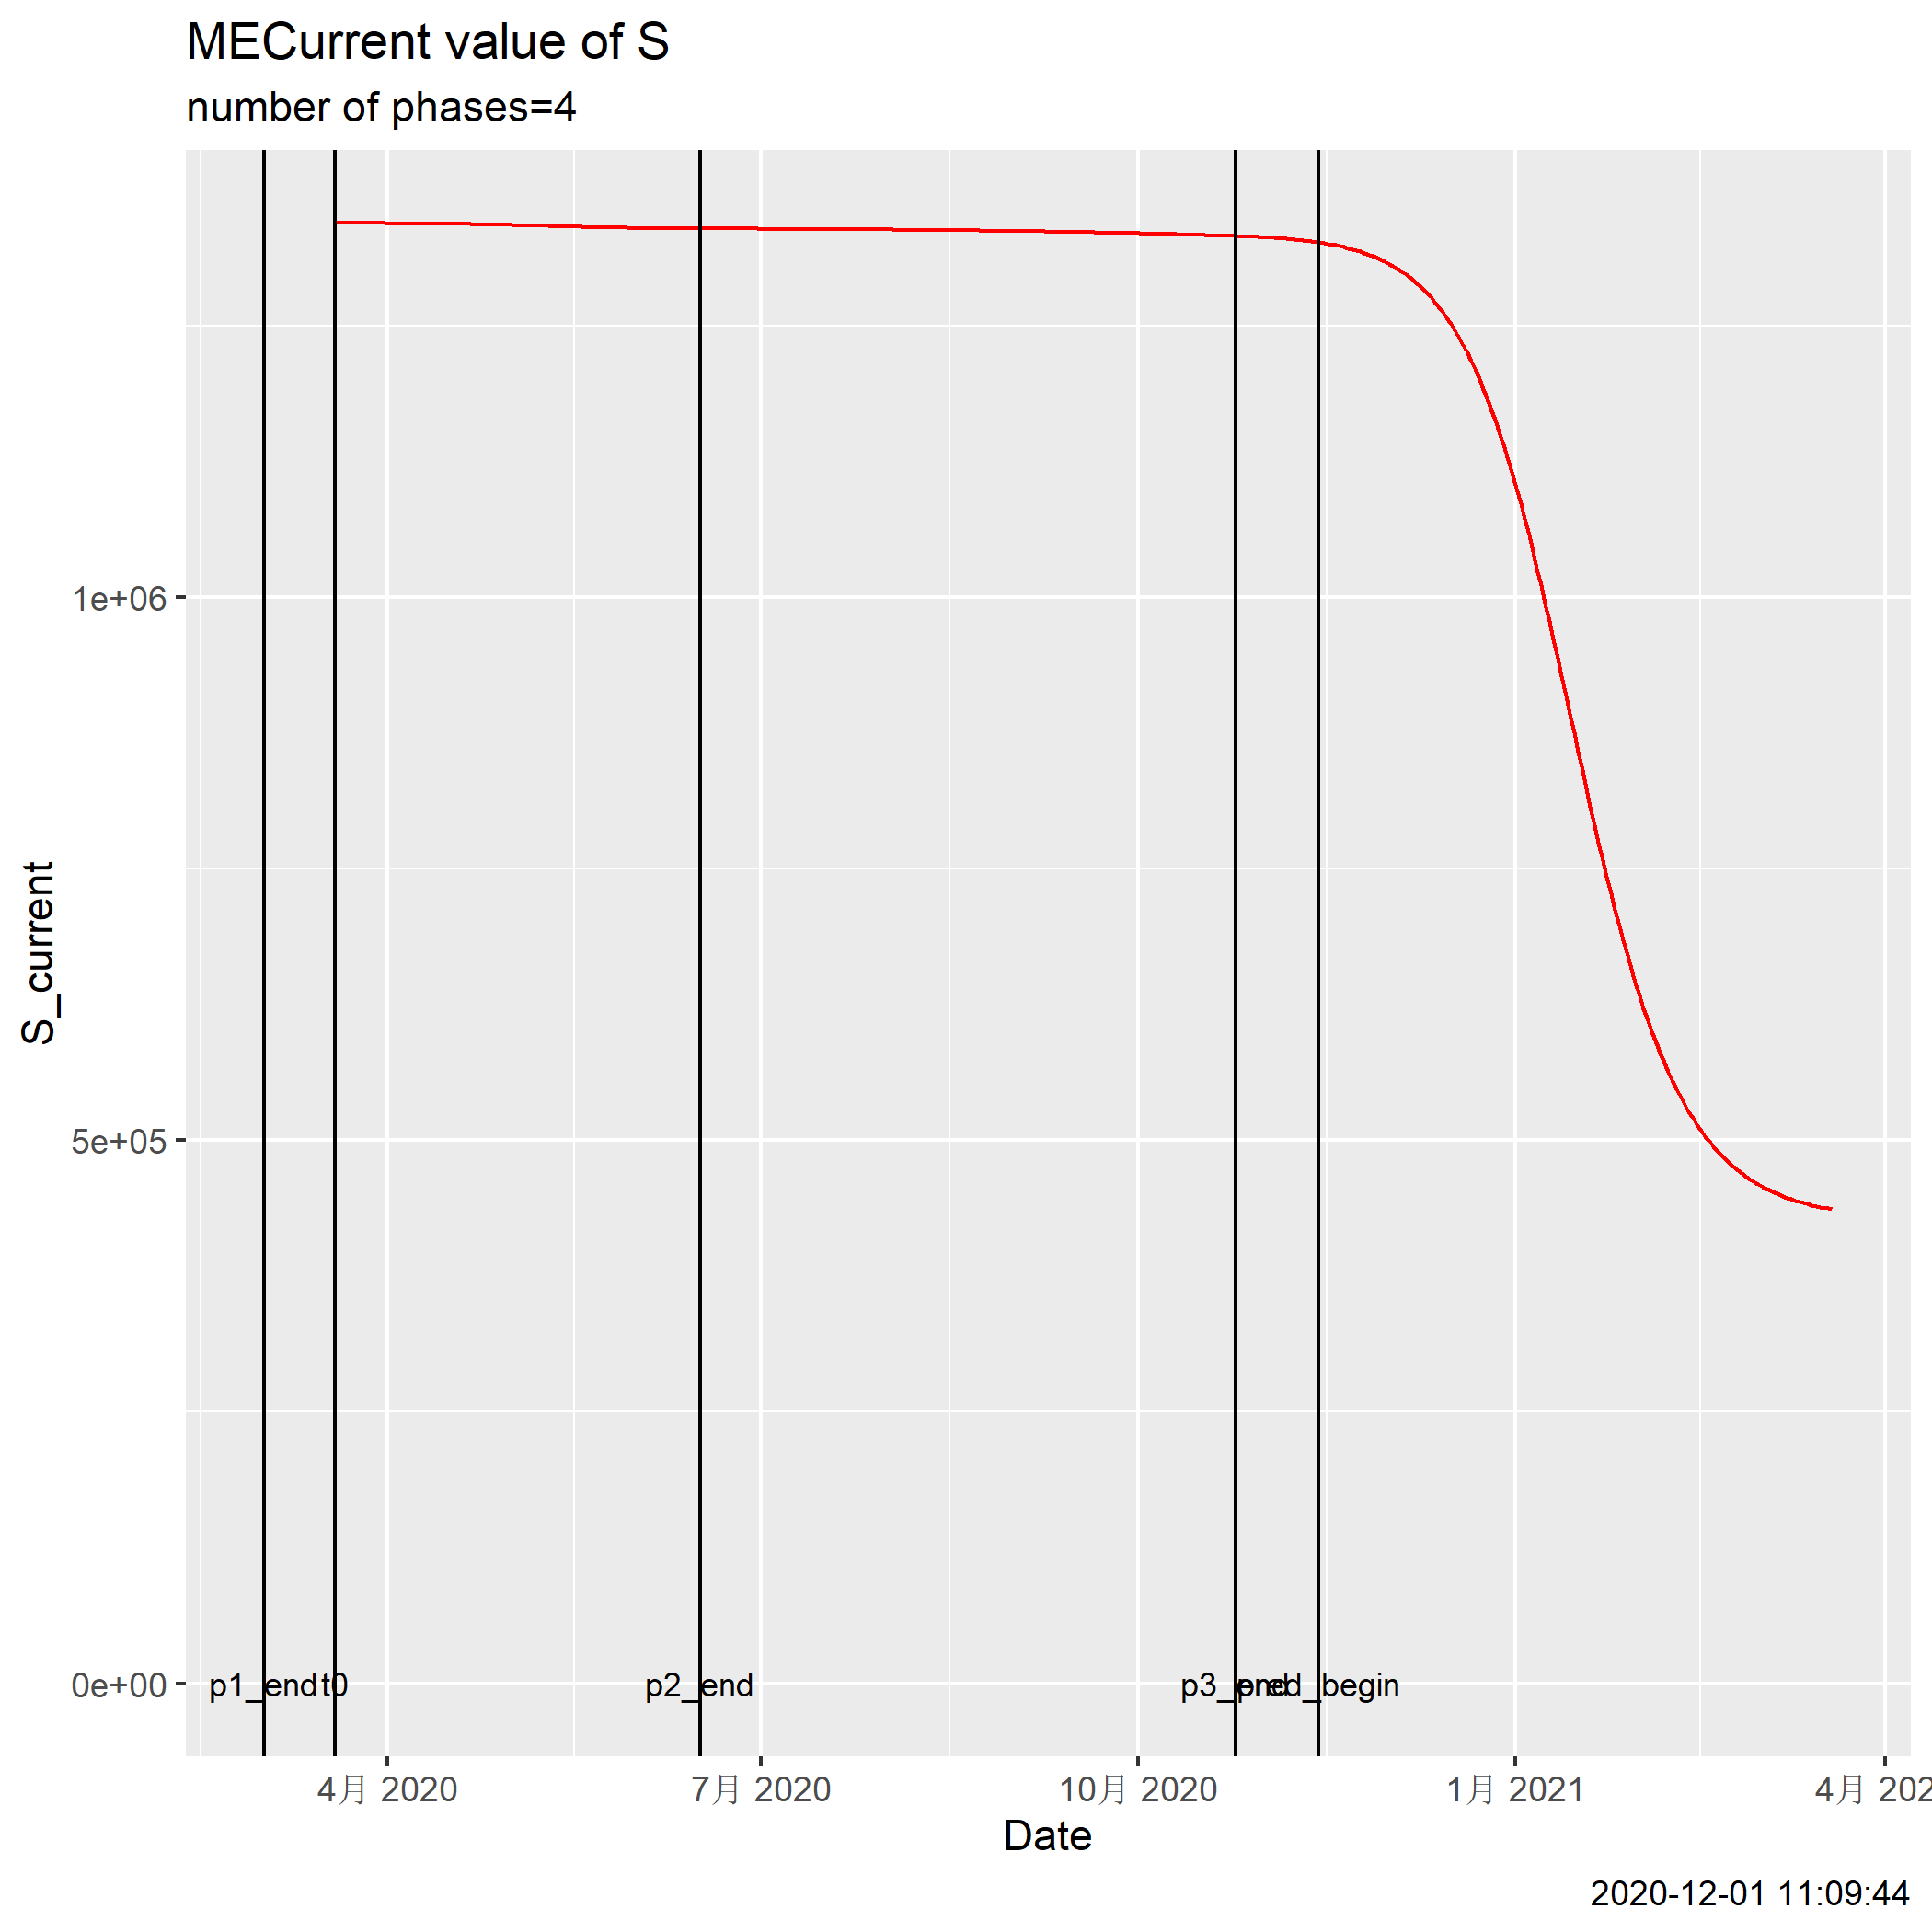 MECurrent value of S
number of phases=4
S_current
1e+06
5e+05
0e+00
p1_end t0 p2_end p3_end pred_begin
4月 2020 7月 2020 10月 2020 1月 2021 4月 202
Date
2020-12-01 11:09:44